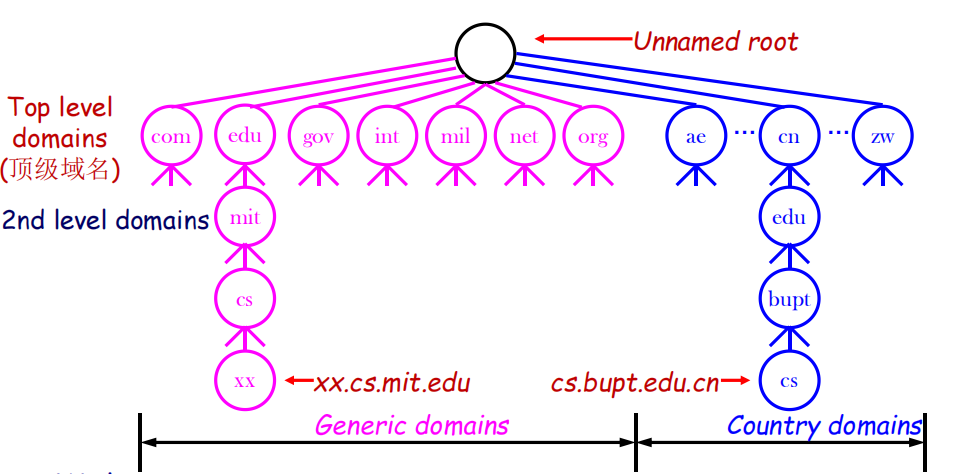 Unnamed root
Top level
domains
(顶级域名)
com edu gov int mil net org ae ... cn ... zw
2nd level domains
mit edu
cs bupt
xx xx.cs.mit.edu cs.bupt.edu.cn cs
Generic domains Country domains